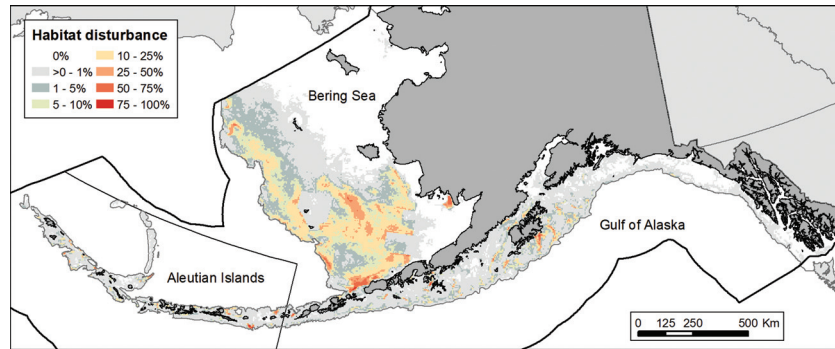 Habitat disturbance
0%
>0 - 1%
1 - 5%
5 - 10%
10 - 25%
25 - 50%
50 - 75%
75 - 100%
Bering Sea
Gulf of Alaska
Aleutian Islands
0 125 250 500 Km